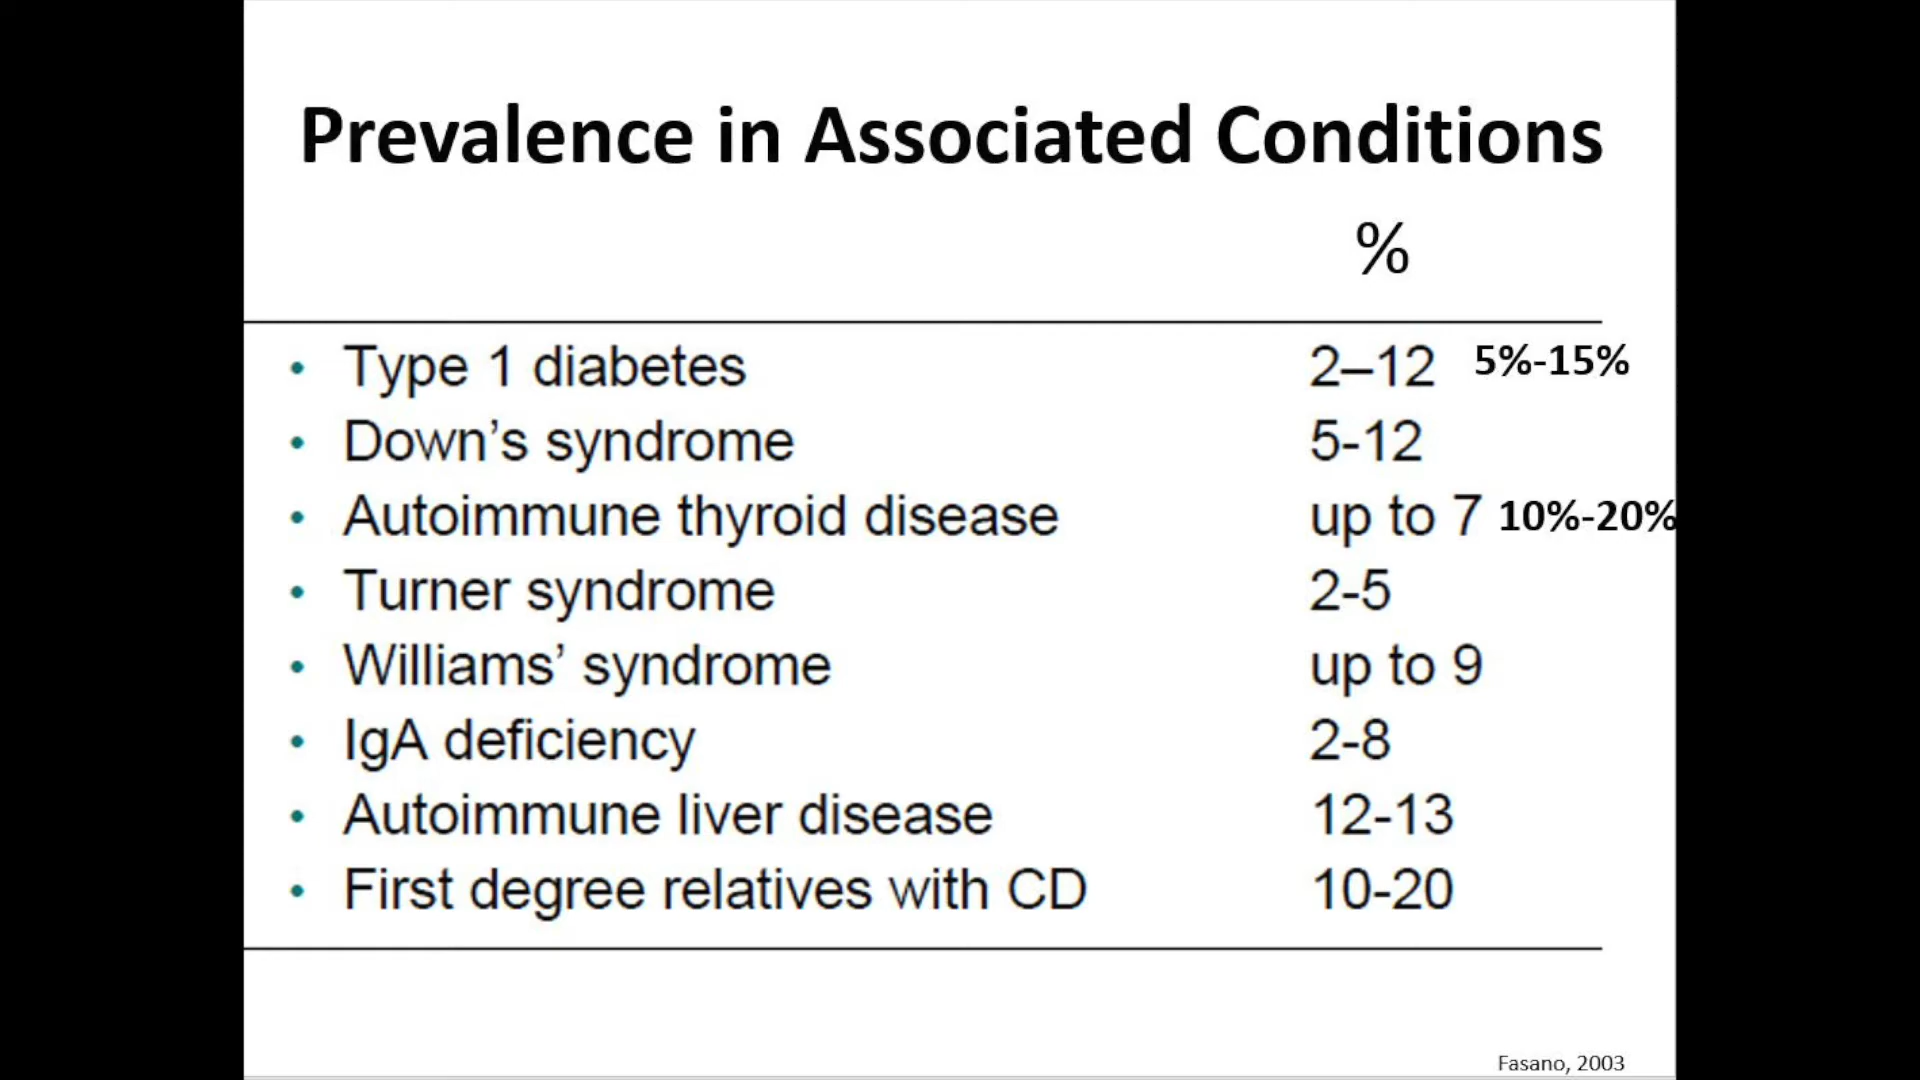 Prevalence in Associated Conditions
%
• Type 1 diabetes 2–12 5%-15%
• Down’s syndrome 5-12
• Autoimmune thyroid disease up to 7 10%-20%
• Turner syndrome 2-5
• Williams’ syndrome up to 9
• IgA deficiency 2-8
• Autoimmune liver disease 12-13
• First degree relatives with CD 10-20
Fasano, 2003